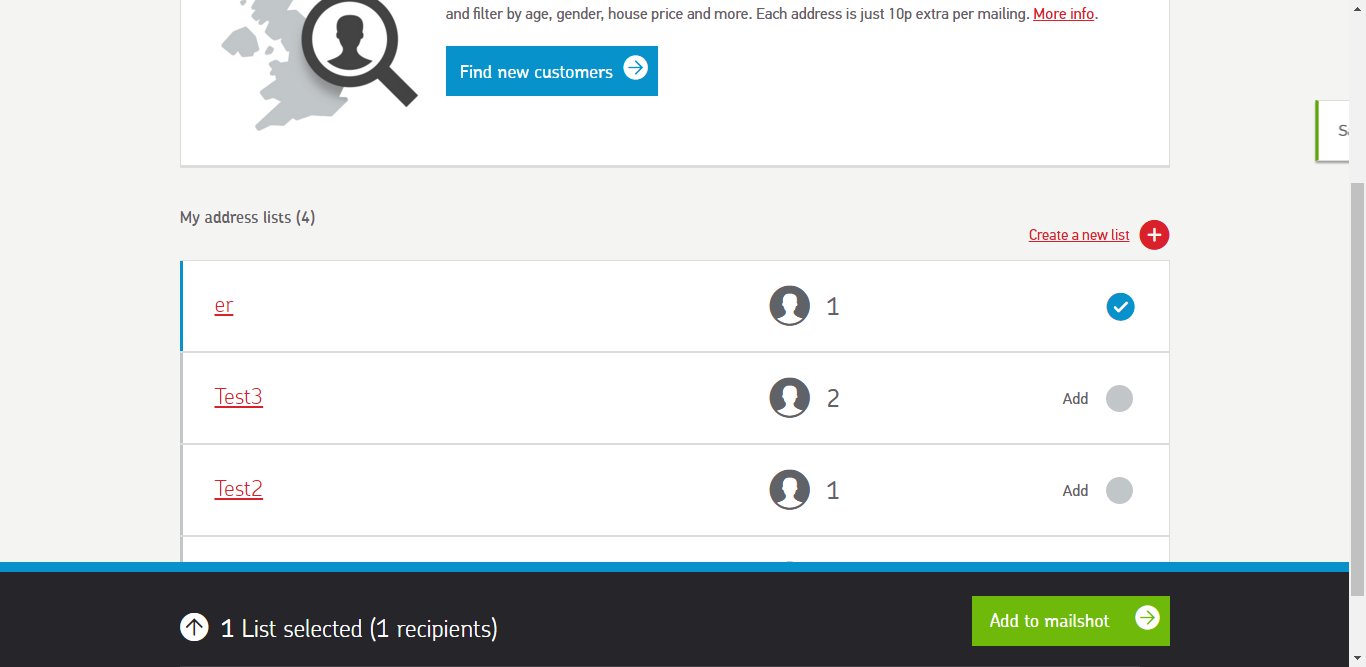 and filter by age, gender, house price and more. Each address is just 10p extra per mailing. More info.
Find new customers
My address lists (4)
Create a new list
er 1
Test3 2 Add
Test2 1 Add
1 List selected (1 recipients)
Add to mailshot